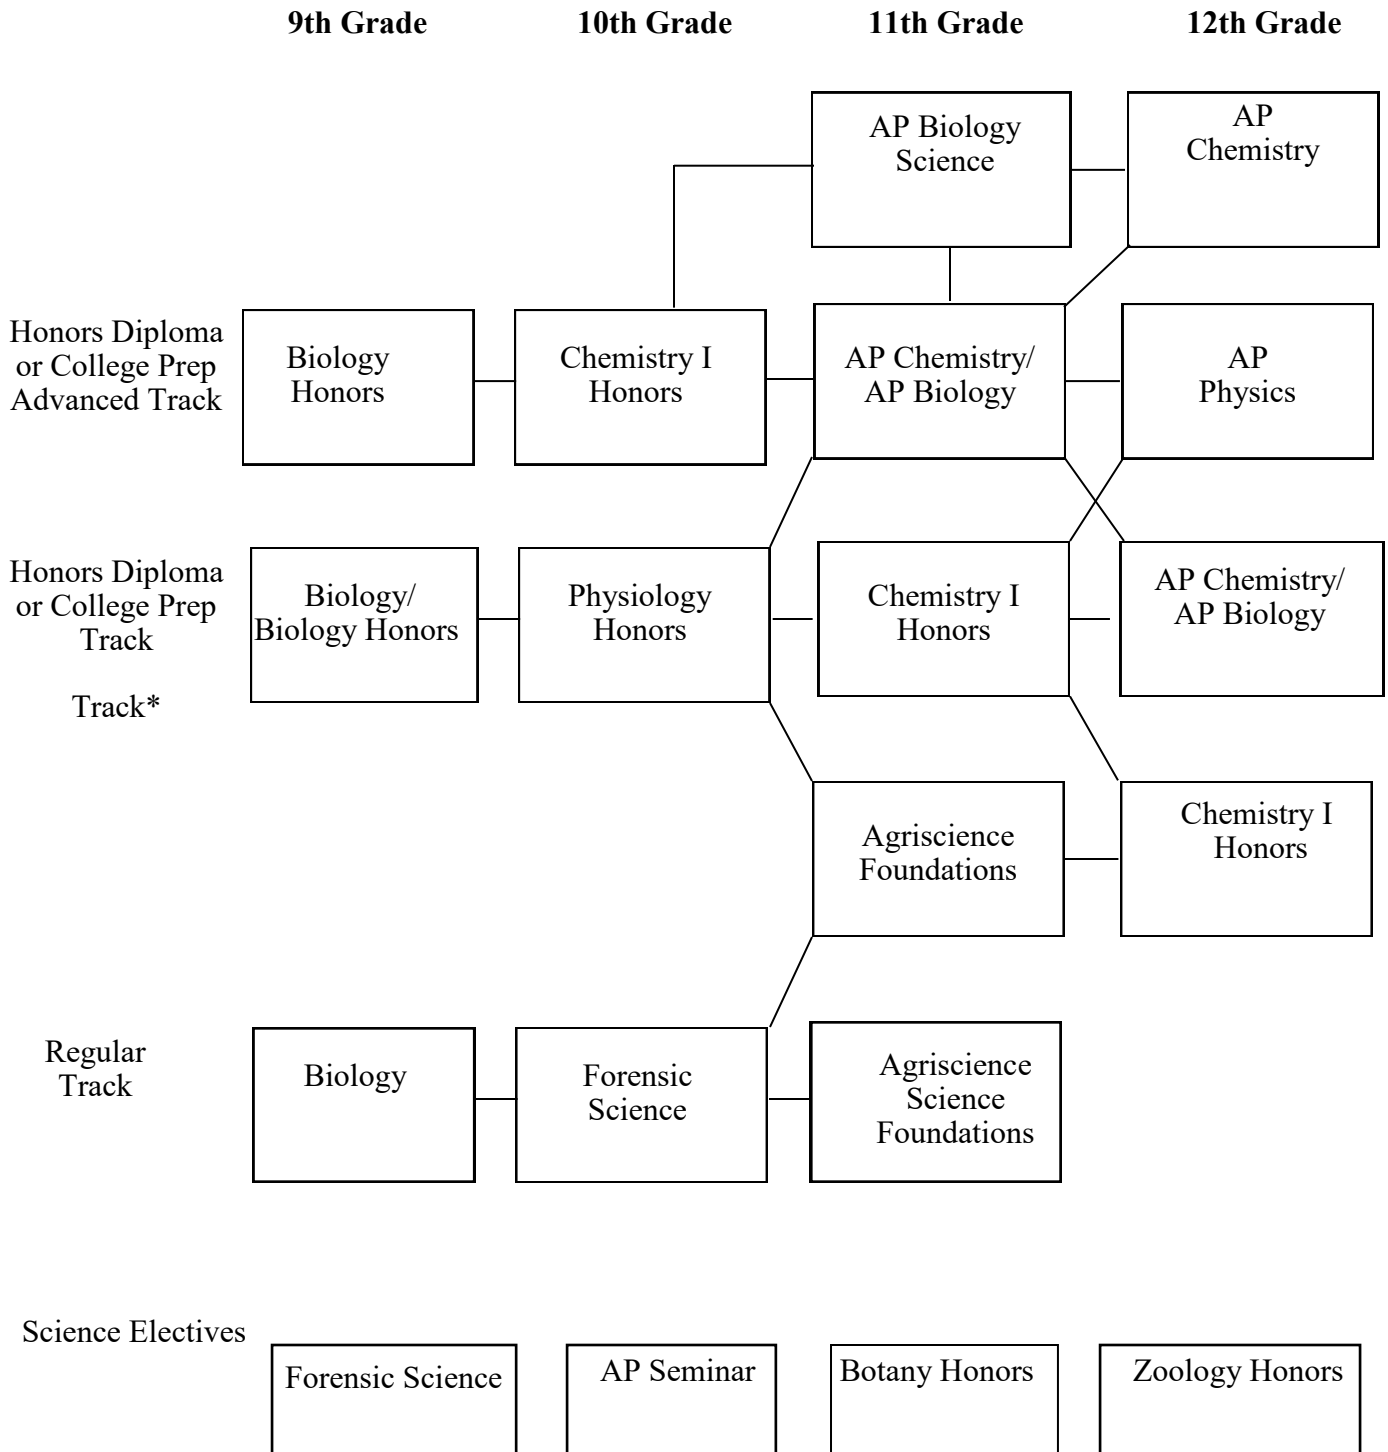 9th Grade 10th Grade 11th Grade 12th Grade
AP Biology
Science
AP
Chemistry
Honors Diploma
or College Prep
Advanced Track
Biology
Honors
Chemistry I
Honors
AP Chemistry/
AP Biology
AP
Physics
Honors Diploma
or College Prep
Track
Track*
Biology/
Biology Honors
Physiology
Honors
Chemistry I
Honors
AP Chemistry/
AP Biology
Agriscience
Foundations
Chemistry I
Honors
Regular
Track
Biology
Forensic
Science
Agriscience
Science
Foundations
Science Electives
Forensic Science
AP Seminar
Botany Honors
Zoology Honors